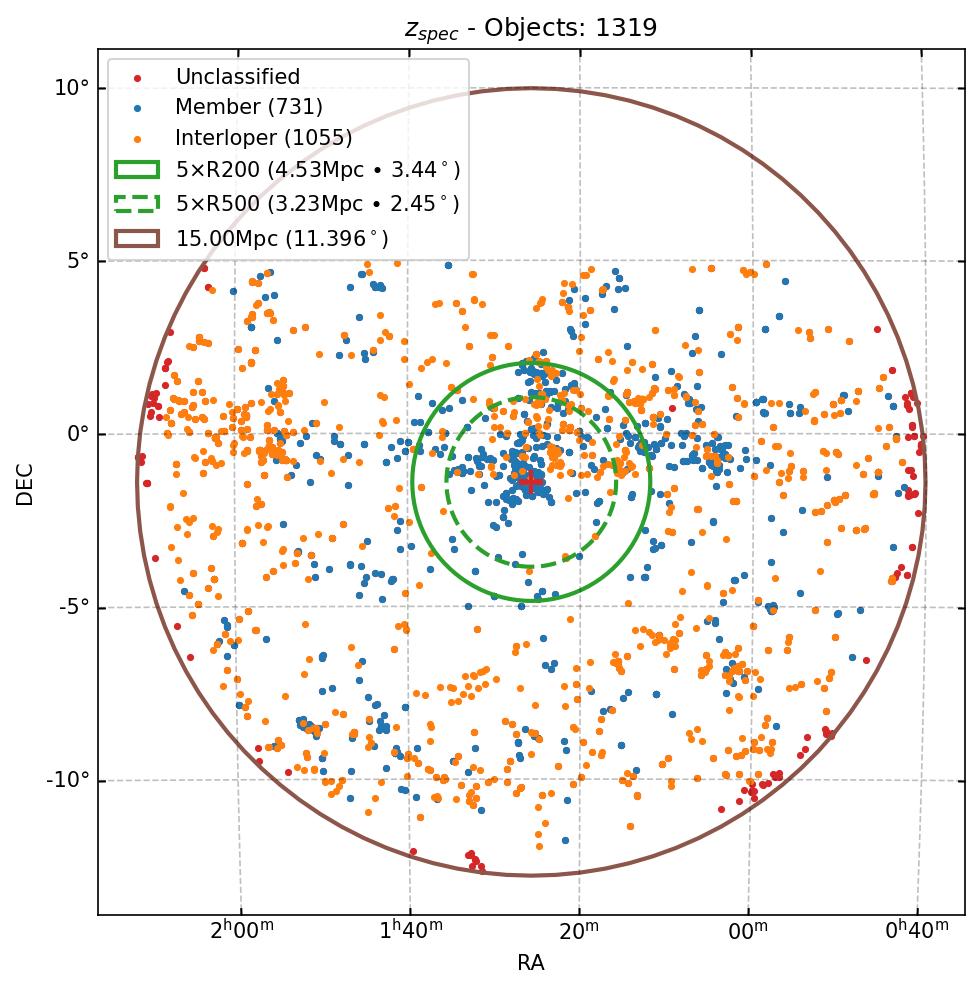 z_spec - Objects: 1319
Unclassified
Member (731)
Interloper (1055)
5×R200 (4.53Mpc • 3.44°)
5×R500 (3.23Mpc • 2.45°)
15.00Mpc (11.396°)
10°
5°
0°
-5°
-10°
DEC
2ʰ00ᵐ
1ʰ40ᵐ
20ᵐ
00ᵐ
0ʰ40ᵐ
RA